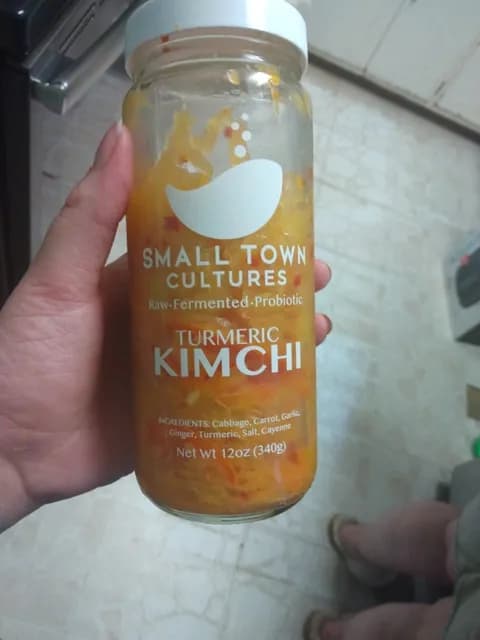 SMALL TOWN
CULTURES
Raw•Fermented•Probiotic
TURMERIC
KIMCHI
INGREDIENTS: Cabbage, Carrot, Garlic,
Ginger, Turmeric, Salt, Cayenne
Net Wt 12oz (340g)